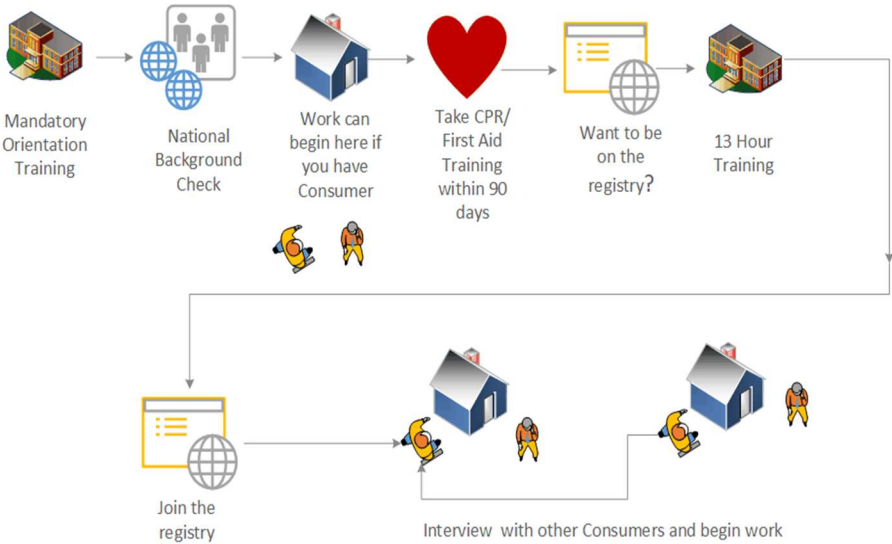 Mandatory
Orientation
Training
National
Background
Check
Work can
begin here if
you have
Consumer
Take CPR/
First Aid
Training
within 90
days
Want to be
on the
registry?
13 Hour
Training
Join the
registry
Interview with other Consumers and begin work